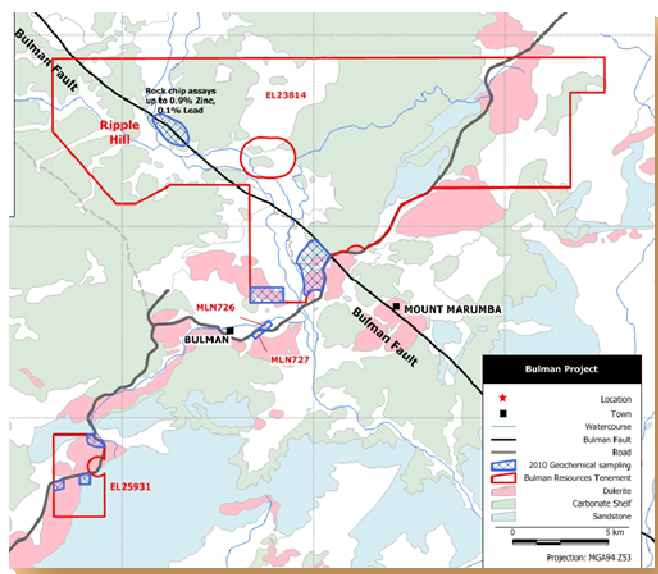 Bulman Fault
Rock chip assays
up to 0.9% Zinc,
0.1% Lead
EL23814
Ripple
Hill
MLN726
BULMAN
MLN727
MOUNT MARUMBA
Bulman Fault
EL25931
Bulman Project
Location
Town
Watercourse
Bulman Fault
Road
2010 Geochemical sampling
Bulman Resources Tenement
Dolerite
Carbonate Shelf
Sandstone
0 5 km
Projection: MGA94 Z53